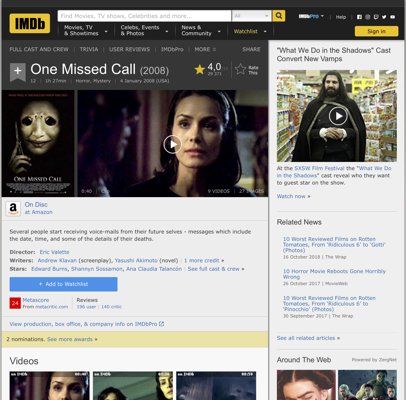 IMDb
Find Movies, TV shows, Celebrities and more...
All
IMDbPro
Help
Movies, TV
& Showtimes
Celebs, Events
& Photos
News &
Community
Watchlist
Sign in
FULL CAST AND CREW | TRIVIA | USER REVIEWS | IMDbPro | MORE
SHARE
One Missed Call (2008)
12 | 1h 27min | Horror, Mystery | 4 January 2008 (USA)
4,0
Rate
This
ONE MISSED CALL
0:40
9 VIDEOS | 27 IMAGES
On Disc
at Amazon
Several people start receiving voice-mails from their future selves - messages which include
the date, time, and some of the details of their deaths.
Director: Eric Valette
Writers: Andrew Klavan (screenplay), Yasushi Akimoto (novel) | 1 more credit »
Stars: Edward Burns, Shannyn Sossamon, Ana Claudia Talancón | See full cast & crew »
+ Add to Watchlist
24
Metascore
From metacritic.com
Reviews
198 user | 140 critic
View production, box office, & company info on IMDbPro
2 nominations. See more awards »
Videos
"What We Do in the Shadows" Cast
Convert New Vamps
At the SXSW Film Festival the "What We Do
in the Shadows" cast reveal who they want
to guest star on the show.
Watch now »
Related News
10 Worst Reviewed Films on Rotten
Tomatoes, From 'Ridiculous 6' to 'Gotti'
(Photos)
16 October 2018 | The Wrap
10 Horror Movie Reboots Gone Horribly
Wrong
26 October 2017 | MovieWeb
10 Worst Reviewed Films on Rotten
Tomatoes, From 'Ridiculous 6' to
'Pinocchio' (Photos)
30 September 2017 | The Wrap
See all related articles »
Around The Web
Powered by ZergNet